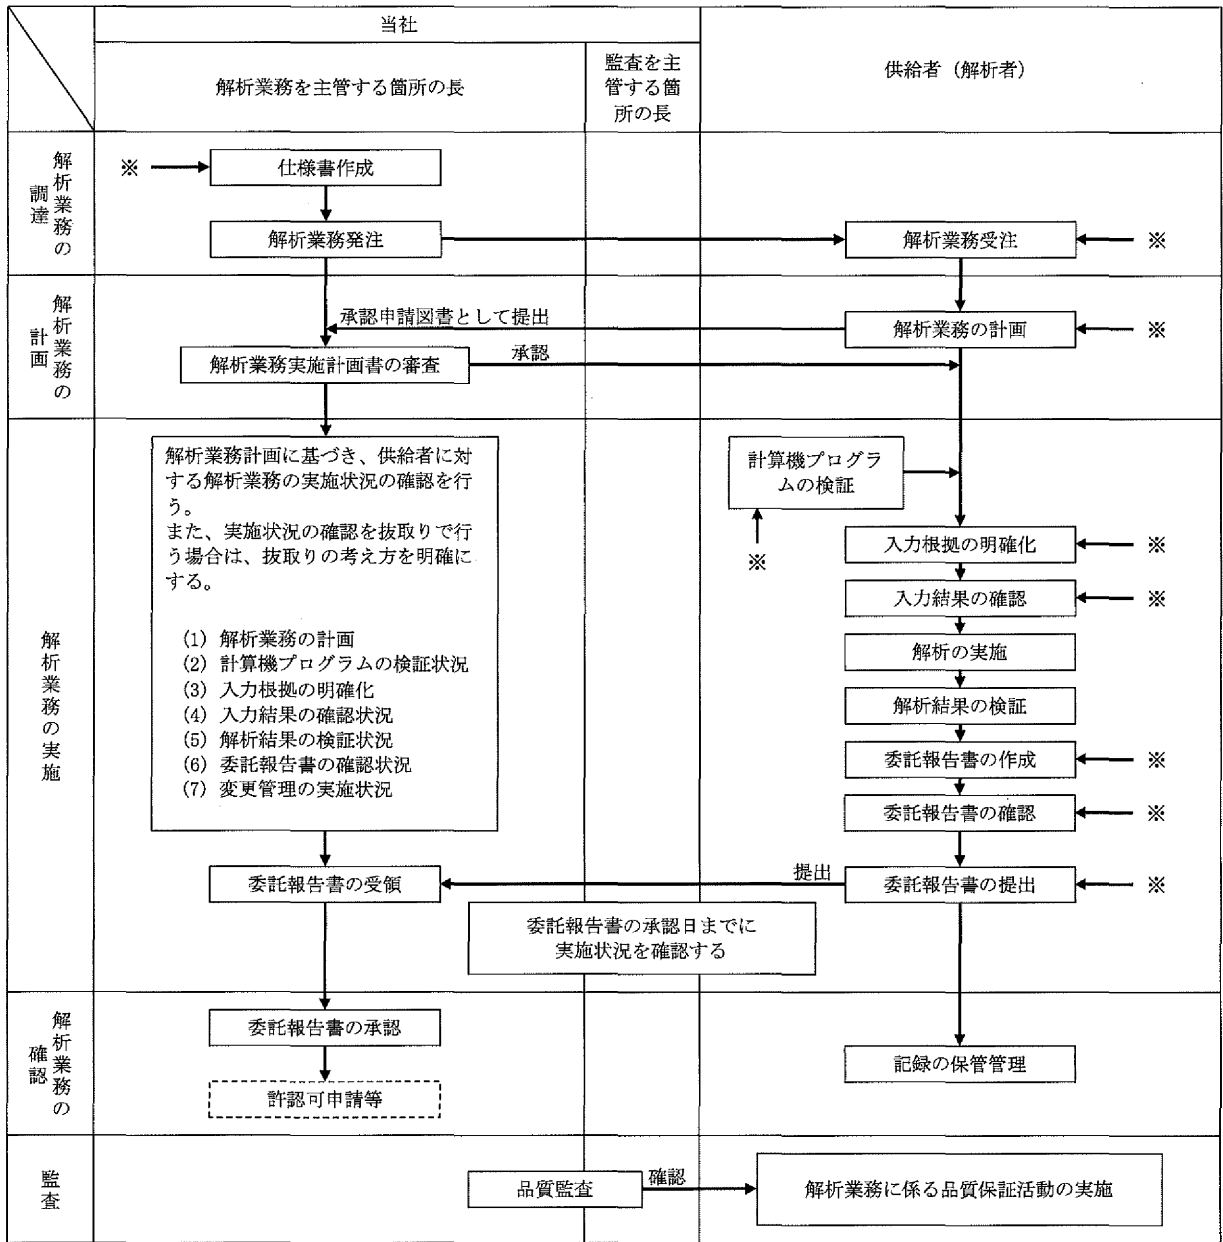 当社
解析業務を主管する箇所の長
監査を主
管する箇
所の長
供給者（解析者）
解析業務の
調達
※
仕様書作成
解析業務発注
解析業務受注
※
解析業務の
計画
承認申請図書として提出
解析業務の計画
※
解析業務実施計画書の審査
承認
解析業務の実施
解析業務計画に基づき、供給者に対
する解析業務の実施状況の確認を行
う。
また、実施状況の確認を抜取りで行
う場合は、抜取りの考え方を明確に
する。
(1) 解析業務の計画
(2) 計算機プログラムの検証状況
(3) 入力根拠の明確化
(4) 入力結果の確認状況
(5) 解析結果の検証状況
(6) 委託報告書の確認状況
(7) 変更管理の実施状況
計算機プログラ
ムの検証
※
入力根拠の明確化
※
入力結果の確認
※
解析の実施
解析結果の検証
委託報告書の作成
※
委託報告書の確認
※
委託報告書の受領
提出
委託報告書の提出
※
委託報告書の承認日までに
実施状況を確認する
解析業務の
確認
委託報告書の承認
記録の保管管理
許認可申請等
監査
品質監査
確認
解析業務に係る品質保証活動の実施